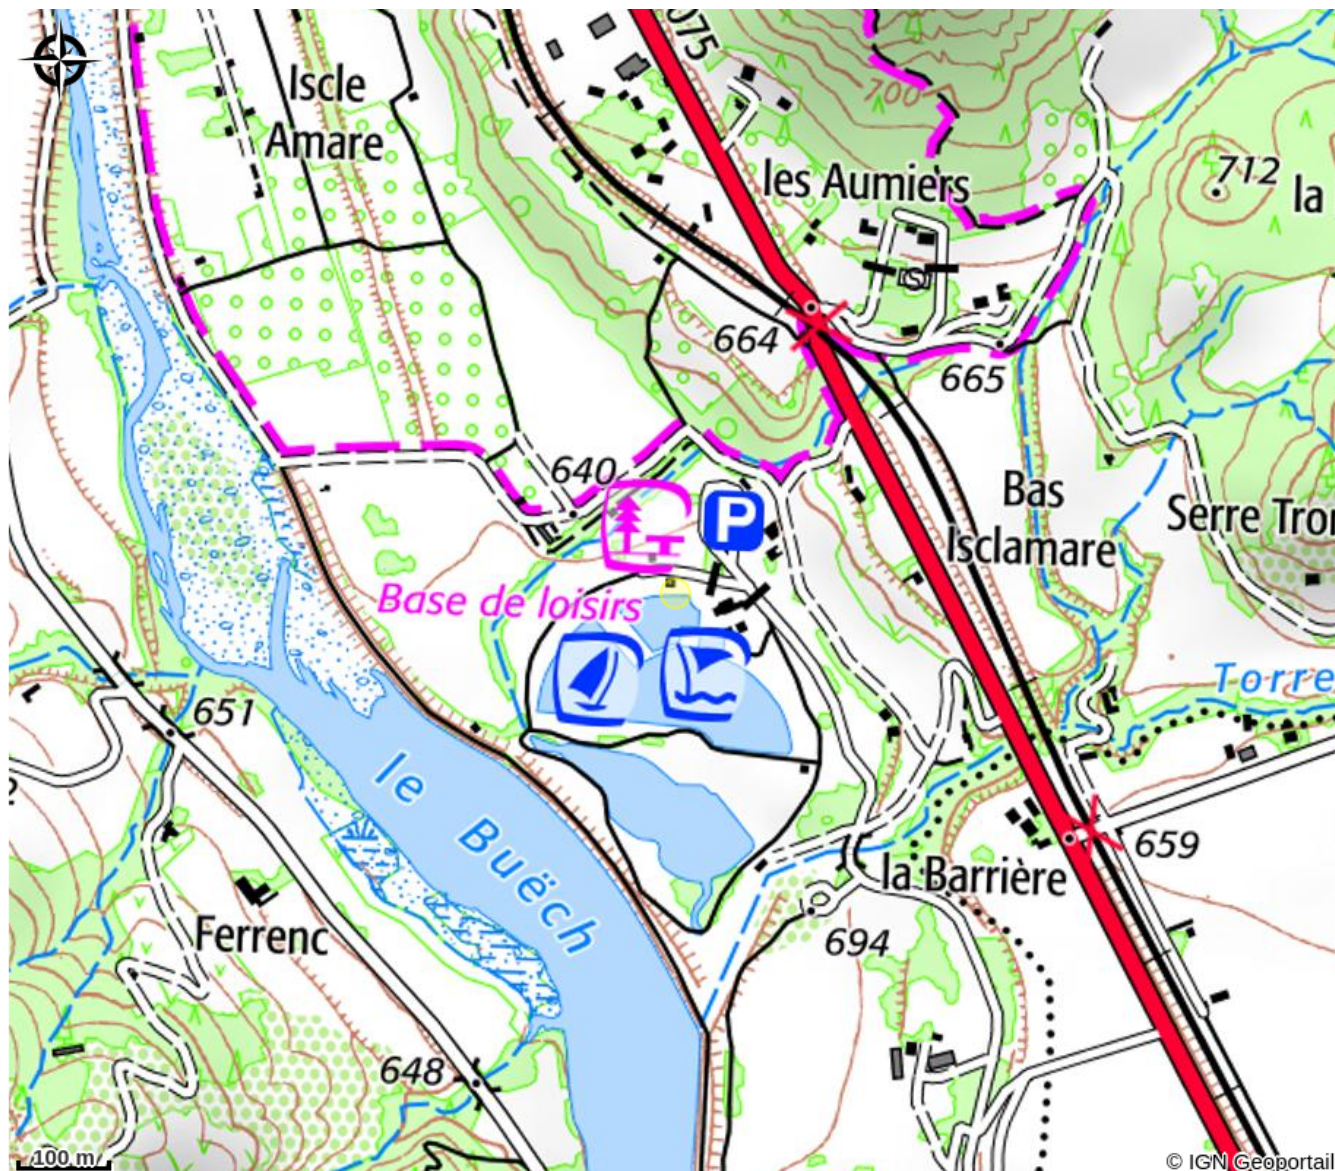 075
Iscle
Amare
700
les Aumiers
712
la
S
664
665
640
P
Bas
Isclamare
Serre Tron
Base de loisirs
Torre
651
le Buëch
659
la Barrière
Ferrenc
694
648
100 m
© IGN Geoportail